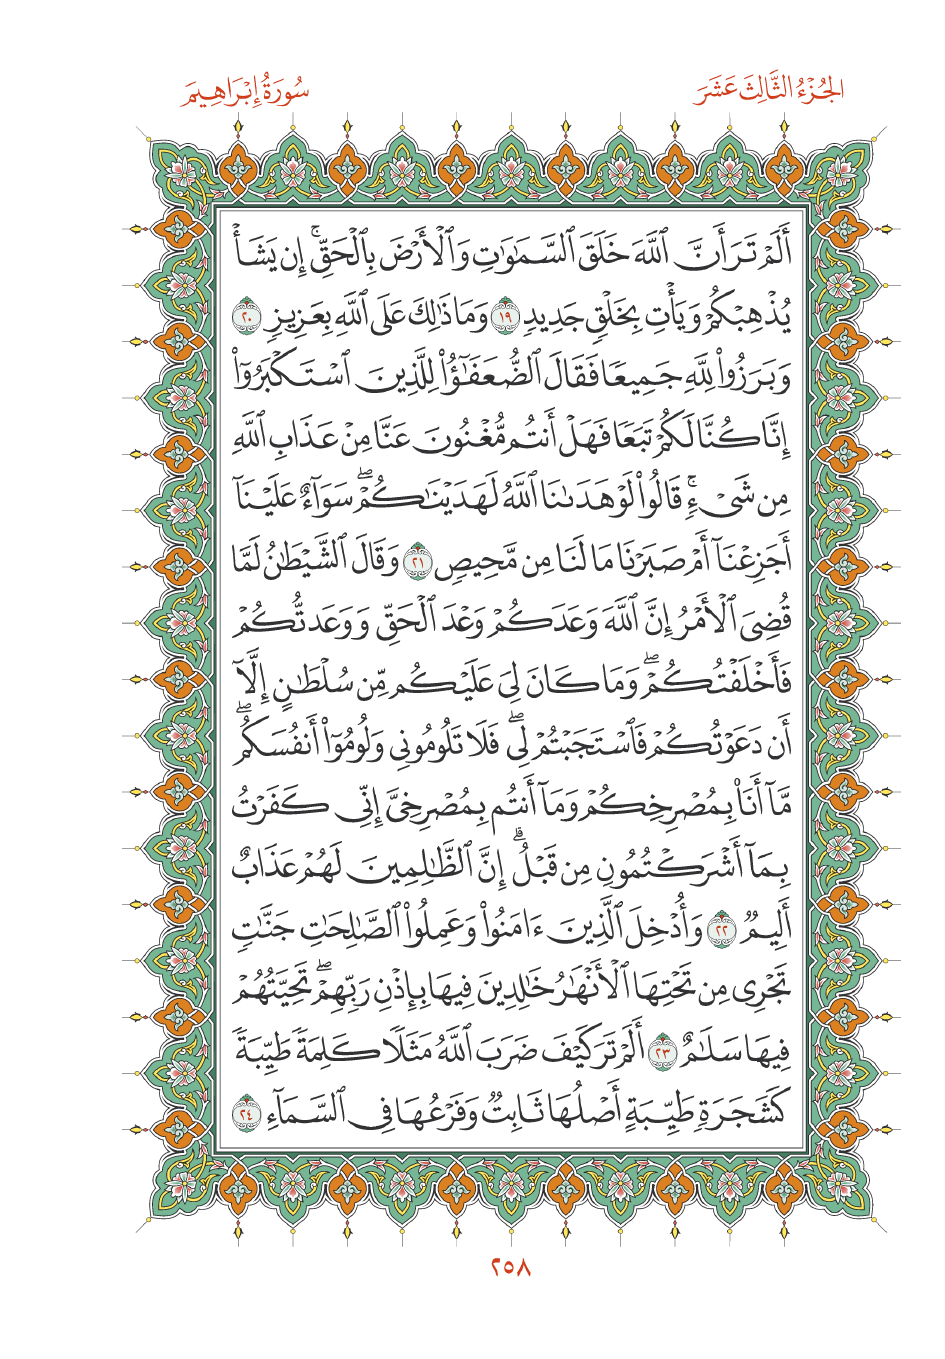 الجُزْءُ الثَّالِثَ عَشَرَ
سُورَةُ إِبْرَاهِيمَ
أَلَمْ تَرَ أَنَّ ٱللَّهَ خَلَقَ ٱلسَّمَٰوَٰتِ وَٱلْأَرْضَ بِٱلْحَقِّۚ إِن يَشَأْ
يُذْهِبْكُمْ وَيَأْتِ بِخَلْقٍۢ جَدِيدٍۢ ١٩ وَمَا ذَٰلِكَ عَلَى ٱللَّهِ بِعَزِيزٍۢ ٢٠
وَبَرَزُوا۟ لِلَّهِ جَمِيعًۭا فَقَالَ ٱلضُّعَفَٰٓؤُا۟ لِلَّذِينَ ٱسْتَكْبَرُوٓا۟
إِنَّا كُنَّا لَكُمْ تَبَعًۭا فَهَلْ أَنتُم مُّغْنُونَ عَنَّا مِنْ عَذَابِ ٱللَّهِ
مِن شَىْءٍۢۚ قَالُوا۟ لَوْ هَدَىٰنَا ٱللَّهُ لَهَدَيْنَٰكُمْۖ سَوَآءٌ عَلَيْنَآ
أَجَزِعْنَآ أَمْ صَبَرْنَا مَا لَنَا مِن مَّحِيصٍۢ ٢١ وَقَالَ ٱلشَّيْطَٰنُ لَمَّا
قُضِىَ ٱلْأَمْرُ إِنَّ ٱللَّهَ وَعَدَكُمْ وَعْدَ ٱلْحَقِّ وَوَعَدتُّكُمْ
فَأَخْلَفْتُكُمْۖ وَمَا كَانَ لِىَ عَلَيْكُم مِّن سُلْطَٰنٍ إِلَّآ
أَن دَعَوْتُكُمْ فَٱسْتَجَبْتُمْ لِىۖ فَلَا تَلُومُونِى وَلُومُوٓا۟ أَنفُسَكُمۖ
مَّآ أَنَا۠ بِمُصْرِخِكُمْ وَمَآ أَنتُم بِمُصْرِخِىَّ إِنِّى كَفَرْتُ
بِمَآ أَشْرَكْتُمُونِ مِن قَبْلُۗ إِنَّ ٱلظَّٰلِمِينَ لَهُمْ عَذَابٌ
أَلِيمٌۭ ٢٢ وَأُدْخِلَ ٱلَّذِينَ ءَامَنُوا۟ وَعَمِلُوا۟ ٱلصَّٰلِحَٰتِ جَنَّٰتٍۢ
تَجْرِى مِن تَحْتِهَا ٱلْأَنْهَٰرُ خَٰلِدِينَ فِيهَا بِإِذْنِ رَبِّهِمْۖ تَحِيَّتُهُمْ
فِيهَا سَلَٰمٌ ٢٣ أَلَمْ تَرَ كَيْفَ ضَرَبَ ٱللَّهُ مَثَلًۭا كَلِمَةًۭ طَيِّبَةًۭ
كَشَجَرَةٍۢ طَيِّبَةٍ أَصْلُهَا ثَابِتٌۭ وَفَرْعُهَا فِى ٱلسَّمَآءِ ٢٤
٢٥٨